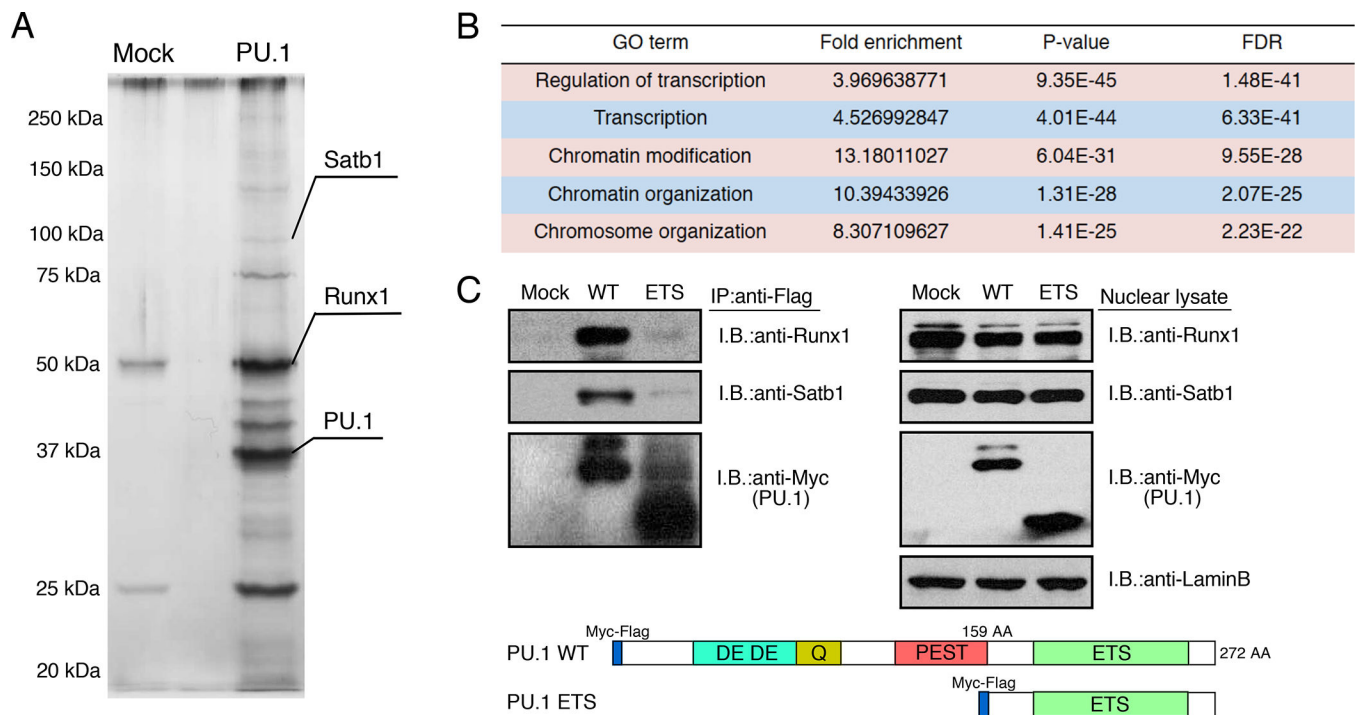 A
Mock PU.1
250 kDa
150 kDa
100 kDa
75 kDa
50 kDa
37 kDa
25 kDa
20 kDa
Satb1
Runx1
PU.1
B
GO term Fold enrichment P-value FDR
Regulation of transcription 3.969638771 9.35E-45 1.48E-41
Transcription 4.526992847 4.01E-44 6.33E-41
Chromatin modification 13.18011027 6.04E-31 9.55E-28
Chromatin organization 10.39433926 1.31E-28 2.07E-25
Chromosome organization 8.307109627 1.41E-25 2.23E-22
C
Mock WT ETS IP:anti-Flag
I.B.:anti-Runx1
I.B.:anti-Satb1
I.B.:anti-Myc
(PU.1)
Mock WT ETS Nuclear lysate
I.B.:anti-Runx1
I.B.:anti-Satb1
I.B.:anti-Myc
(PU.1)
I.B.:anti-LaminB
Myc-Flag 159 AA
PU.1 WT DE DE Q PEST ETS 272 AA
Myc-Flag
PU.1 ETS ETS